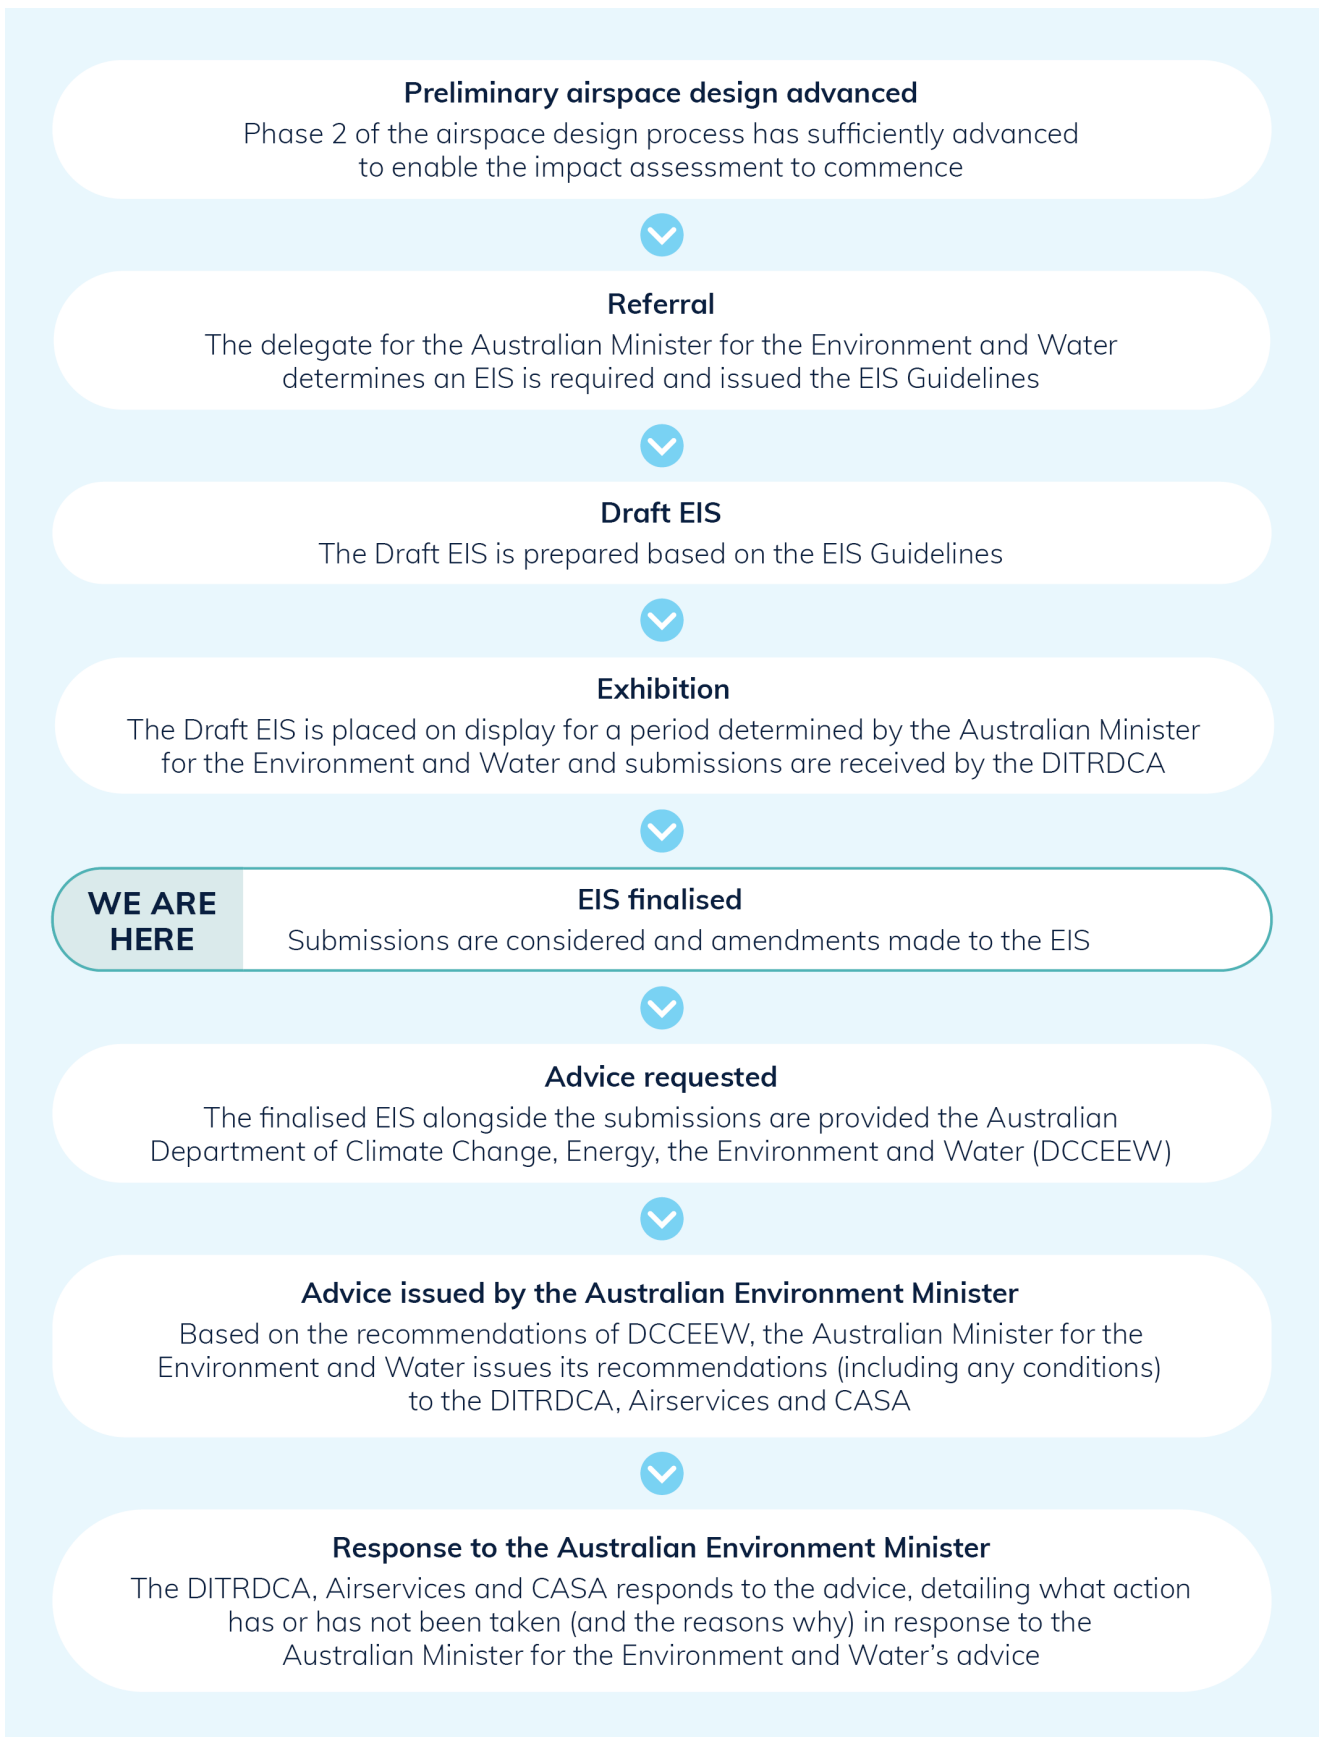 Preliminary airspace design advanced
Phase 2 of the airspace design process has sufficiently advanced
to enable the impact assessment to commence
Referral
The delegate for the Australian Minister for the Environment and Water
determines an EIS is required and issued the EIS Guidelines
Draft EIS
The Draft EIS is prepared based on the EIS Guidelines
Exhibition
The Draft EIS is placed on display for a period determined by the Australian Minister
for the Environment and Water and submissions are received by the DITRDCA
WE ARE
HERE
EIS finalised
Submissions are considered and amendments made to the EIS
Advice requested
The finalised EIS alongside the submissions are provided the Australian
Department of Climate Change, Energy, the Environment and Water (DCCEEW)
Advice issued by the Australian Environment Minister
Based on the recommendations of DCCEEW, the Australian Minister for the
Environment and Water issues its recommendations (including any conditions)
to the DITRDCA, Airservices and CASA
Response to the Australian Environment Minister
The DITRDCA, Airservices and CASA responds to the advice, detailing what action
has or has not been taken (and the reasons why) in response to the
Australian Minister for the Environment and Water’s advice